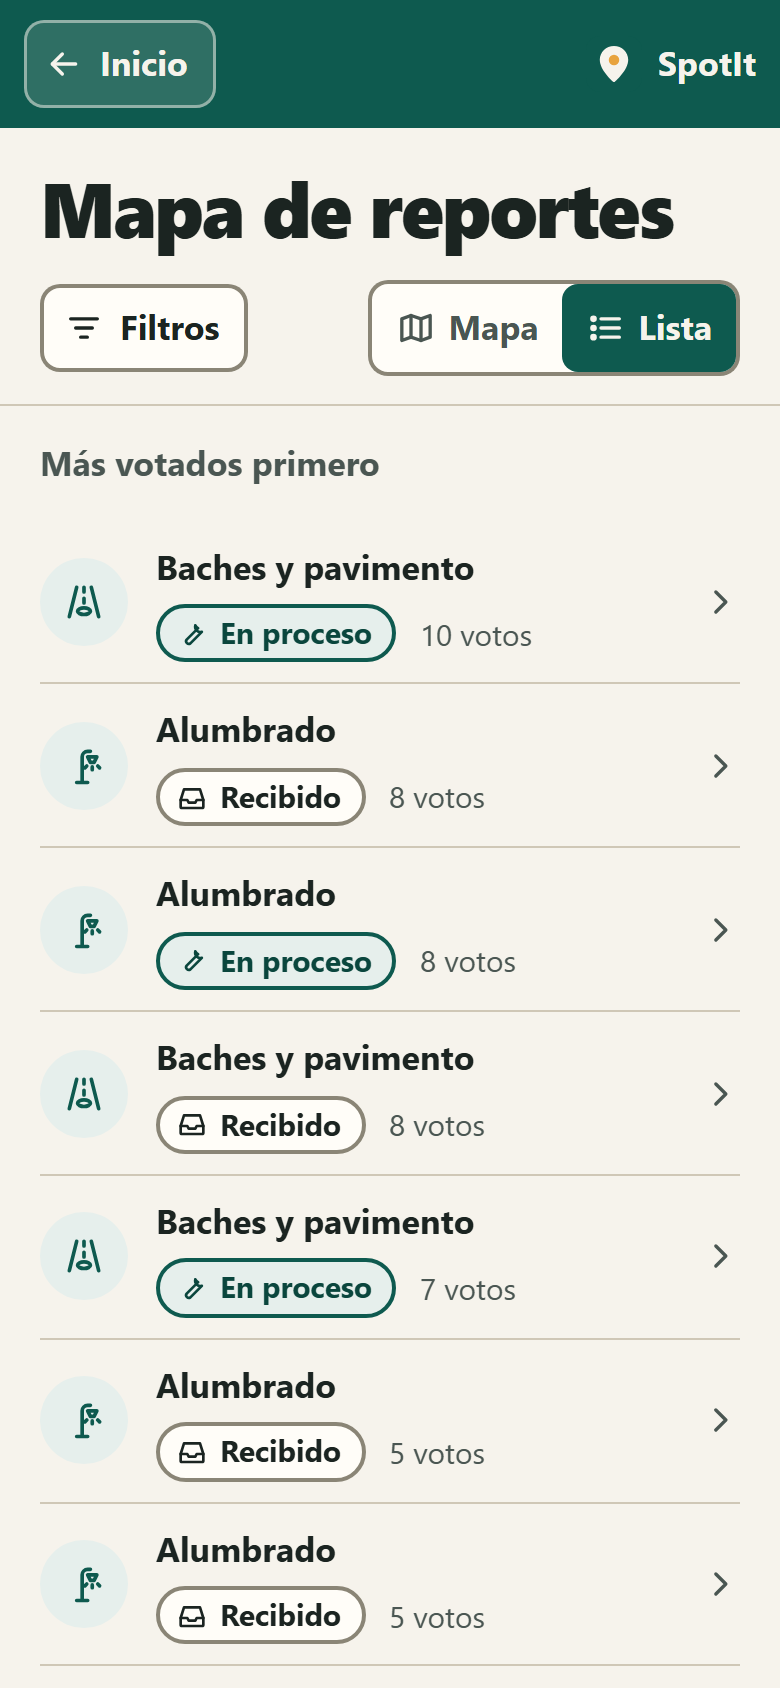 Inicio
SpotIt
Mapa de reportes
Filtros
Mapa
Lista
Más votados primero
Baches y pavimento
En proceso 10 votos
Alumbrado
Recibido 8 votos
Alumbrado
En proceso 8 votos
Baches y pavimento
Recibido 8 votos
Baches y pavimento
En proceso 7 votos
Alumbrado
Recibido 5 votos
Alumbrado
Recibido 5 votos